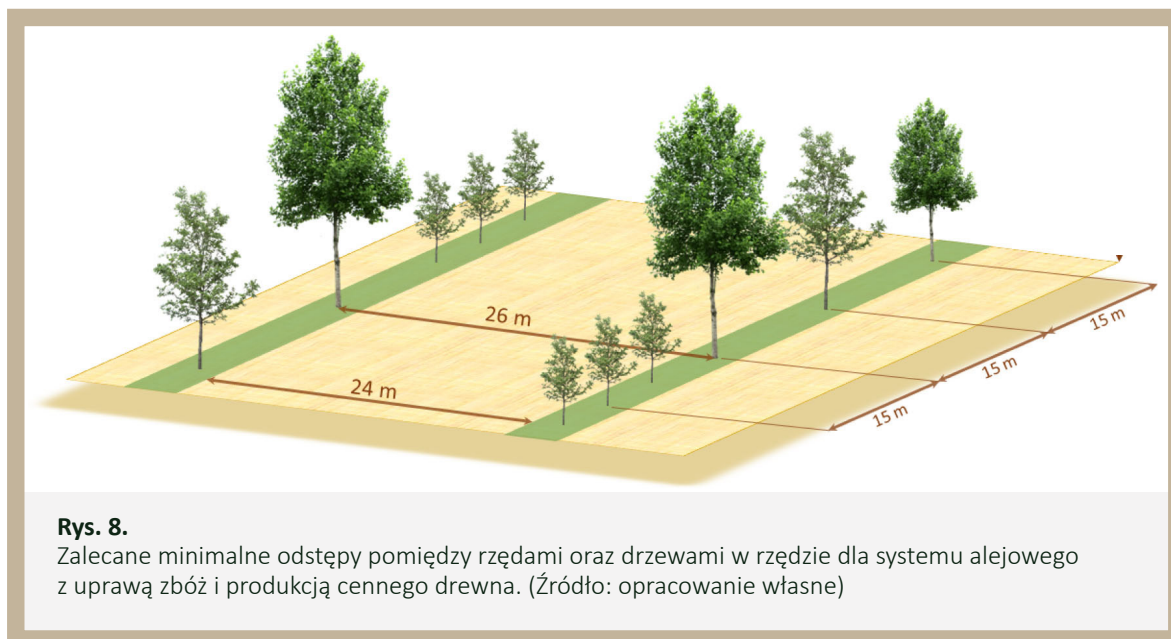 26 m
24 m
15 m
15 m
15 m
Rys. 8.
Zalecane minimalne odstępy pomiędzy rzędami oraz drzewami w rzędzie dla systemu alejowego
z uprawą zbóż i produkcją cennego drewna. (Źródło: opracowanie własne)